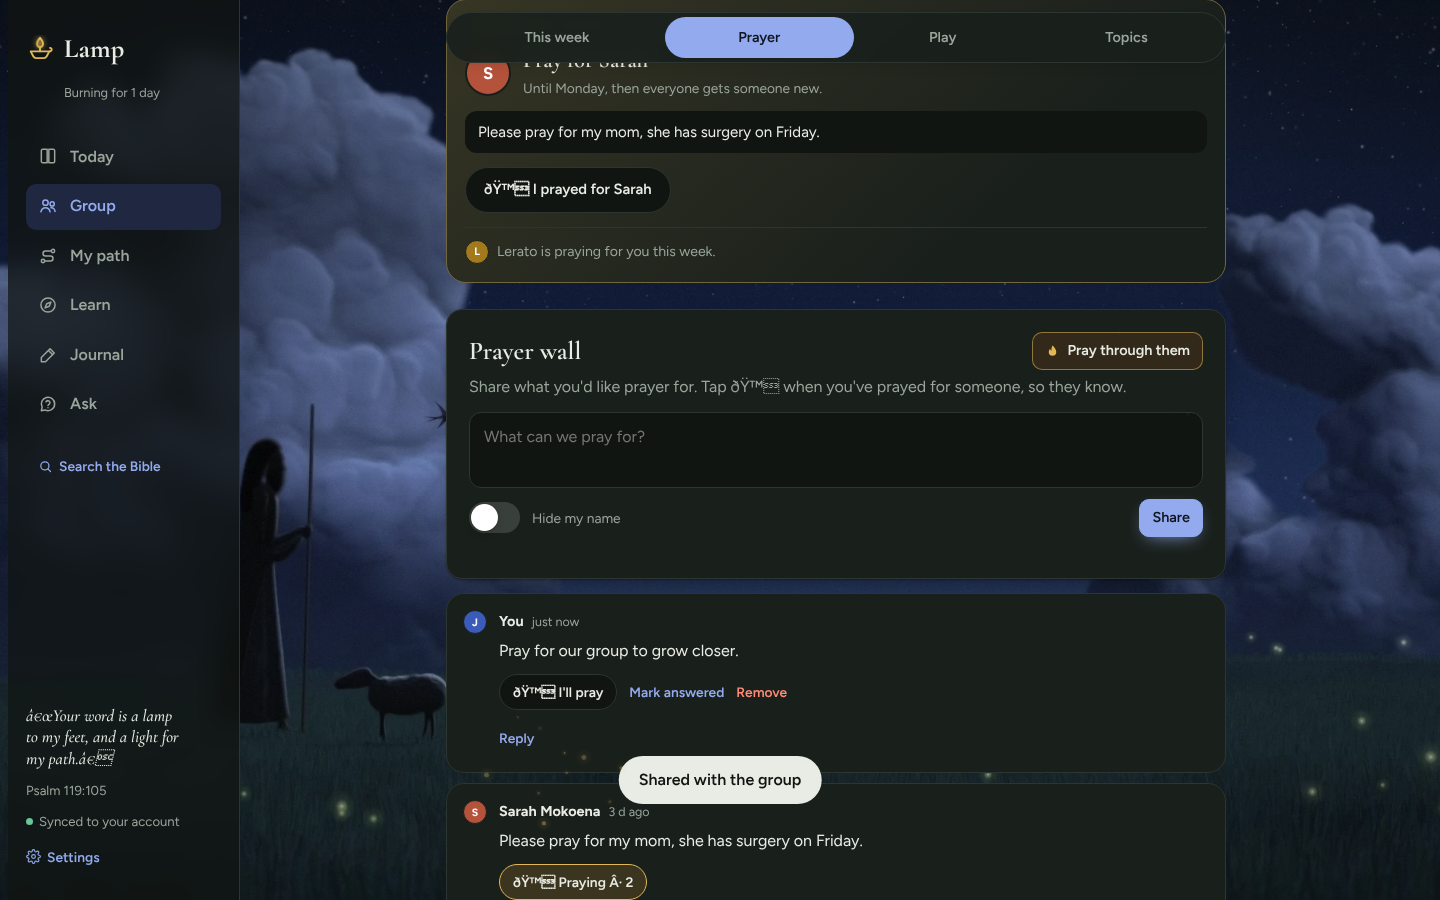 Lamp
Burning for 1 day
Today
Group
My path
Learn
Journal
Ask
Search the Bible
“Your word is a lamp
to my feet, and a light for
my path.â€
Psalm 119:105
Synced to your account
Settings
This week
Prayer
Play
Topics
S
Pray for Sarah
Until Monday, then everyone gets someone new.
Please pray for my mom, she has surgery on Friday.
ðŸ™ I prayed for Sarah
L
Lerato is praying for you this week.
Prayer wall
Pray through them
Share what you'd like prayer for. Tap ðŸ™ when you've prayed for someone, so they know.
What can we pray for?
Hide my name
Share
J
You just now
Pray for our group to grow closer.
ðŸ™ I'll pray
Mark answered
Remove
Reply
Shared with the group
S
Sarah Mokoena 3 d ago
Please pray for my mom, she has surgery on Friday.
ðŸ™ Praying Â· 2